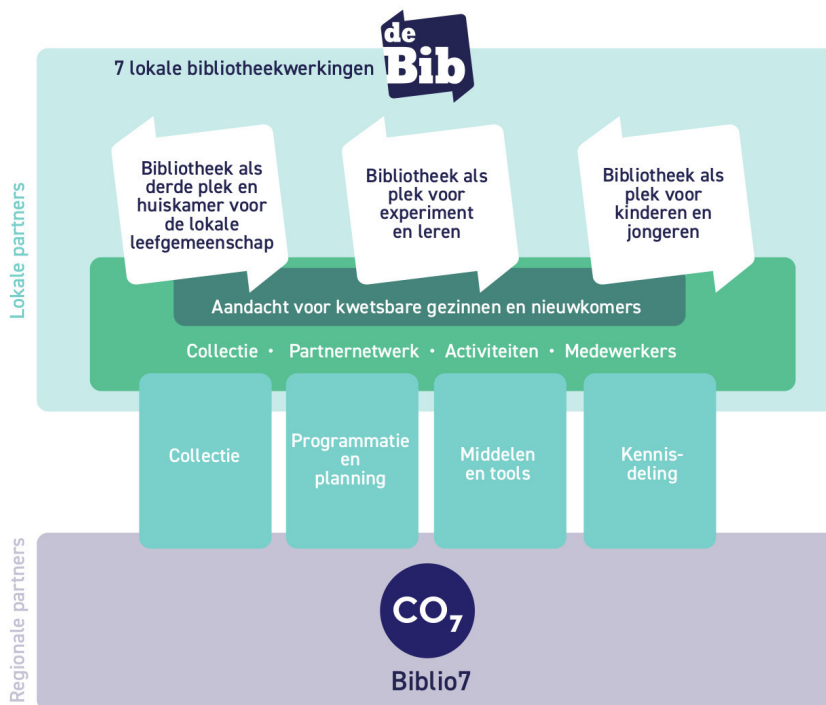 de
Bib
7 lokale bibliotheekwerkingen
Lokale partners
Bibliotheek als
derde plek en
huiskamer voor
de lokale
leefgemeenschap
Bibliotheek als
plek voor
experiment
en leren
Bibliotheek als
plek voor
kinderen en
jongeren
Aandacht voor kwetsbare gezinnen en nieuwkomers
Collectie · Partnernetwerk · Activiteiten · Medewerkers
Collectie
Programmatie
en
planning
Middelen
en tools
Kennis-
deling
Regionale partners
CO₇
Biblio7